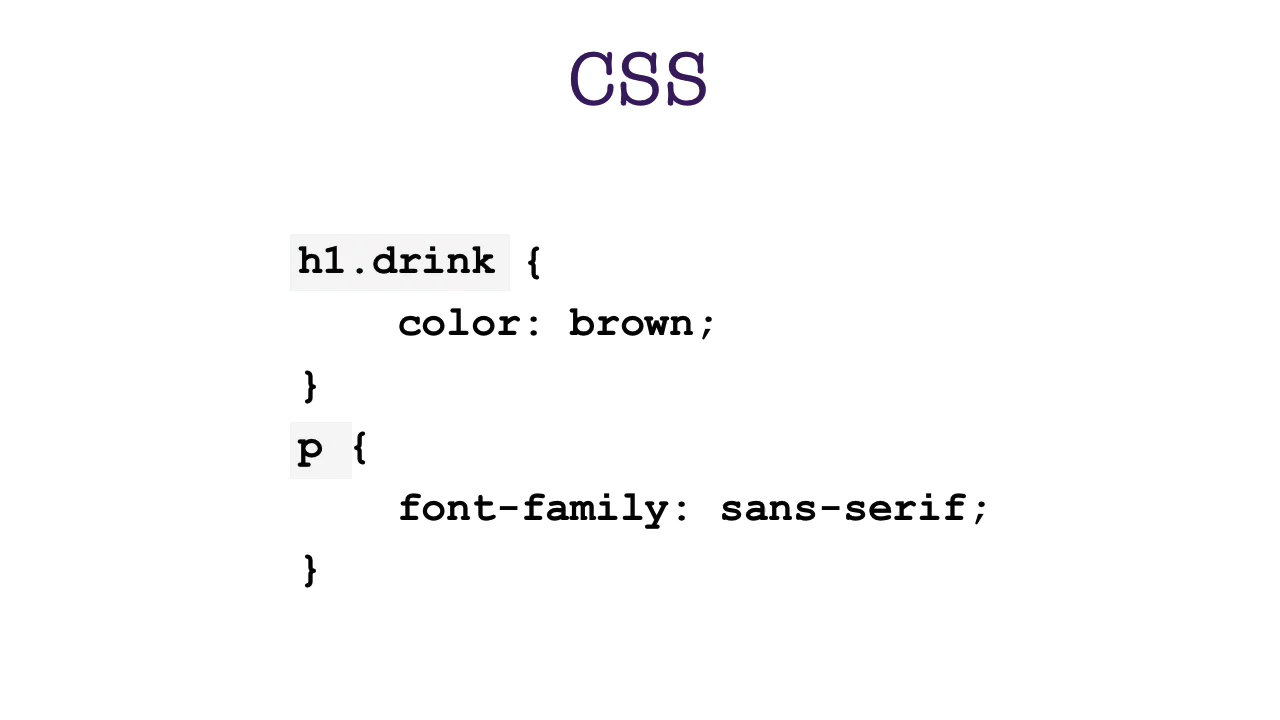 CSS
h1.drink {
    color: brown;
}
p {
    font-family: sans-serif;
}